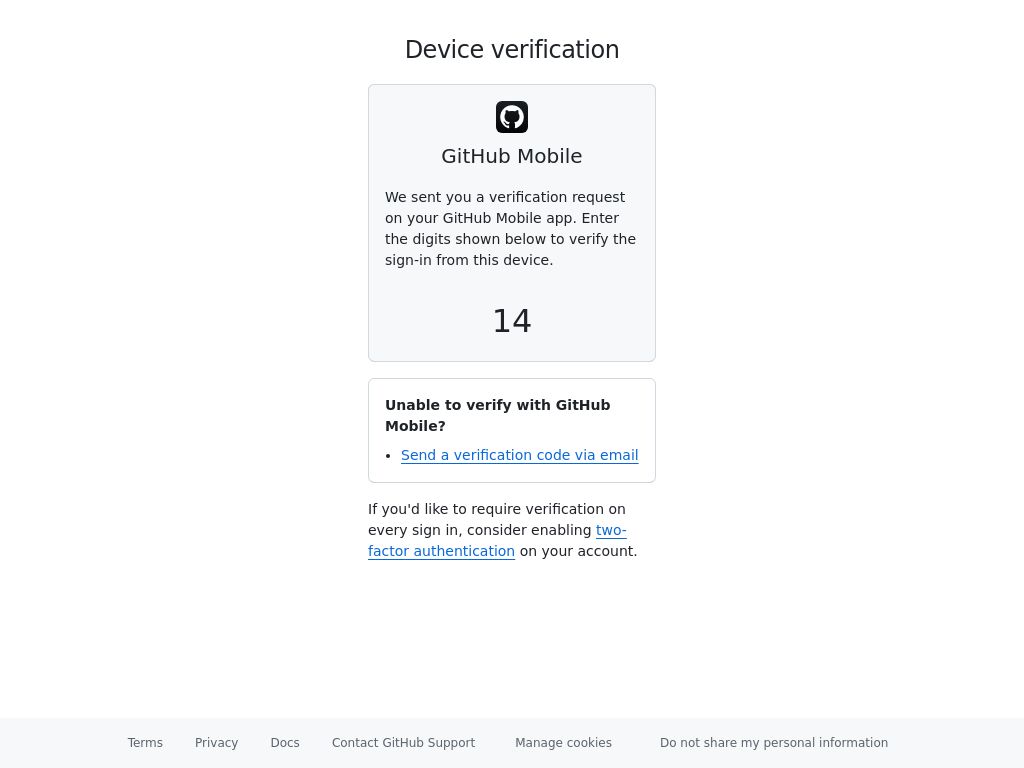 Device verification
GitHub Mobile
We sent you a verification request
on your GitHub Mobile app. Enter
the digits shown below to verify the
sign-in from this device.
14
Unable to verify with GitHub
Mobile?
• Send a verification code via email
If you'd like to require verification on
every sign in, consider enabling two-
factor authentication on your account.
Terms Privacy Docs Contact GitHub Support Manage cookies Do not share my personal information